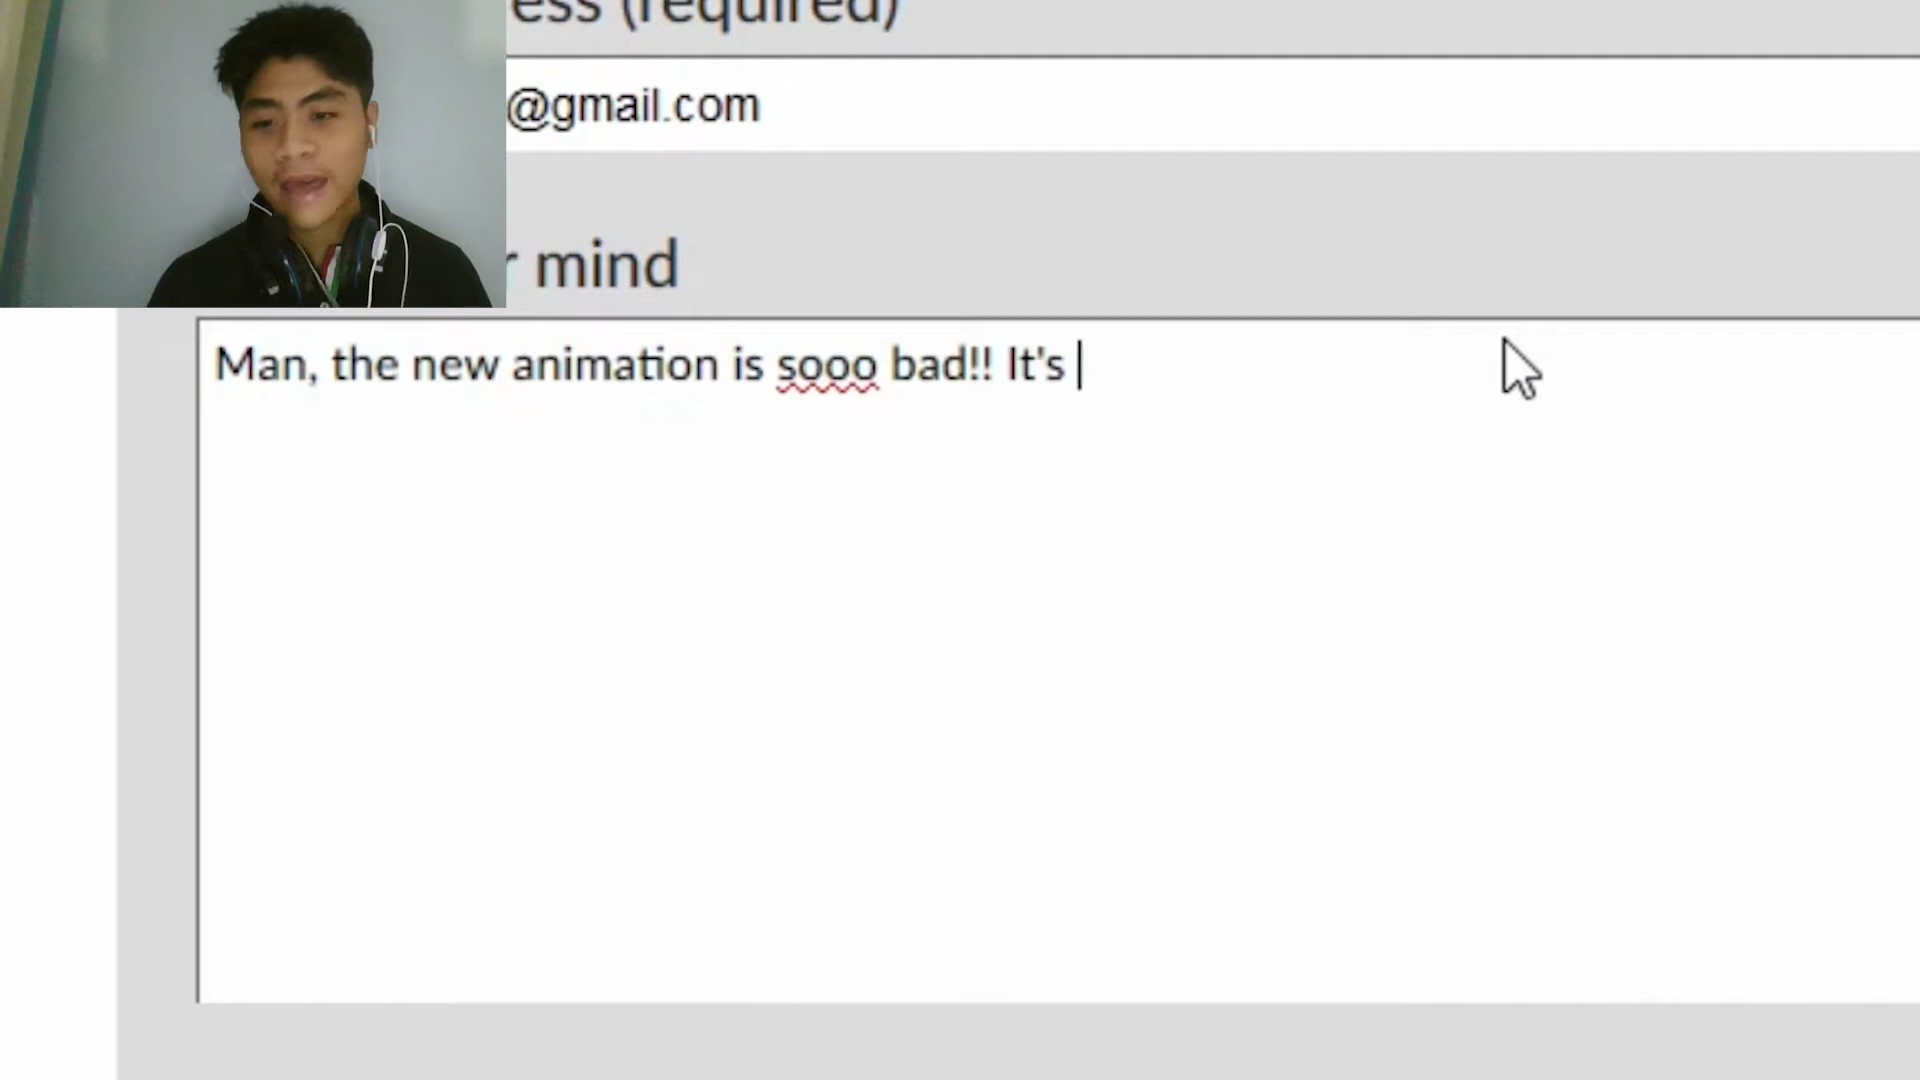 ess (required)
@gmail.com
r mind
Man, the new animation is sooo bad!! It's